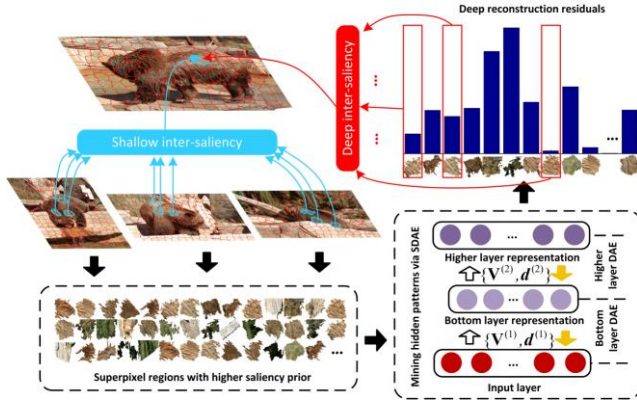 Deep reconstruction residuals
Deep inter-saliency
...
...
Shallow inter-saliency
...
Mining hidden patterns via SDAE
...
Higher layer representation
{V(2), d(2)}
Higher layer DAE
...
Bottom layer representation
{V(1), d(1)}
Bottom layer DAE
...
Input layer
...
Superpixel regions with higher saliency prior